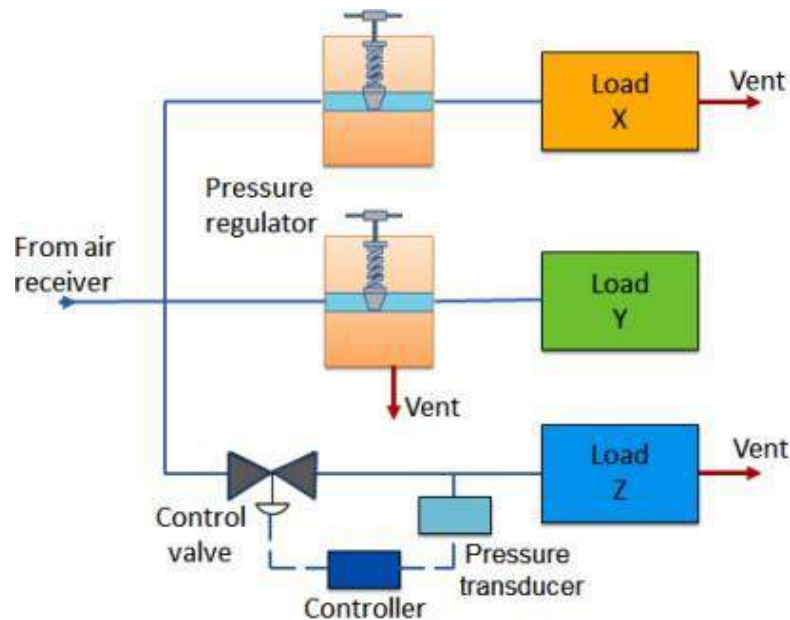 Load
X
Vent
Pressure
regulator
From air
receiver
Load
Y
Vent
Load
Z
Vent
Control
valve
Pressure
transducer
Controller